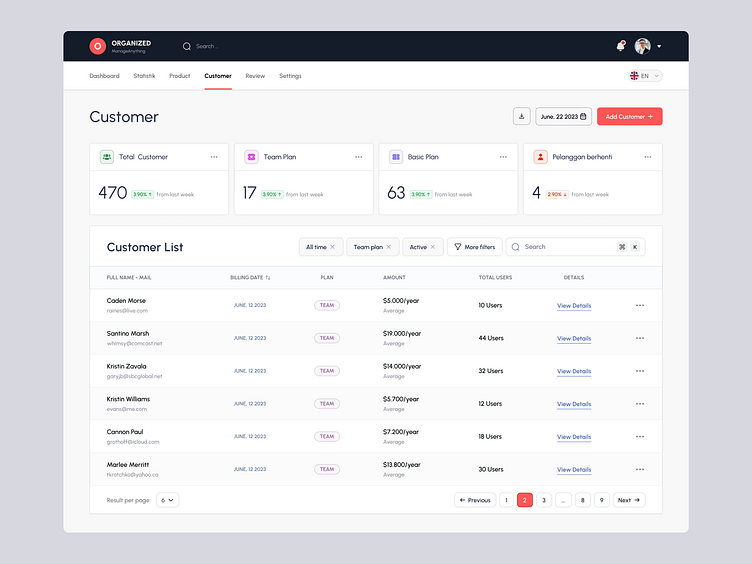 ORGANIZED
ManageAnything
Search ..
Dashboard Statistik Product Customer Review Settings
EN
Customer
June, 22 2023
Add Customer +
Total Customer
470 3.90% ↑ from last week
Team Plan
17 3.90% ↑ from last week
Basic Plan
63 3.90% ↑ from last week
Pelanggan berhenti
4 2.90% ↓ from last week
Customer List
All time × Team plan × Active × More filters Search ⌘ K
FULL NAME - MAIL BILLING DATE ↑↓ PLAN AMOUNT TOTAL USERS DETAILS
Caden Morse JUNE, 12 2023 TEAM $5.000/year 10 Users View Details
raines@live.com Average
Santino Marsh JUNE, 12 2023 TEAM $19.000/year 44 Users View Details
whimsy@comcast.net Average
Kristin Zavala JUNE, 12 2023 TEAM $14.000/year 32 Users View Details
garyjb@sbcglobal.net Average
Kristin Williams JUNE, 12 2023 TEAM $5.700/year 12 Users View Details
evans@me.com Average
Cannon Paul JUNE, 12 2023 TEAM $7.200/year 18 Users View Details
grothoff@icloud.com Average
Marlee Merritt JUNE, 12 2023 TEAM $13.800/year 30 Users View Details
tkrotchko@yahoo.ca Average
Result per page: 6 ← Previous 1 2 3 ... 8 9 Next →